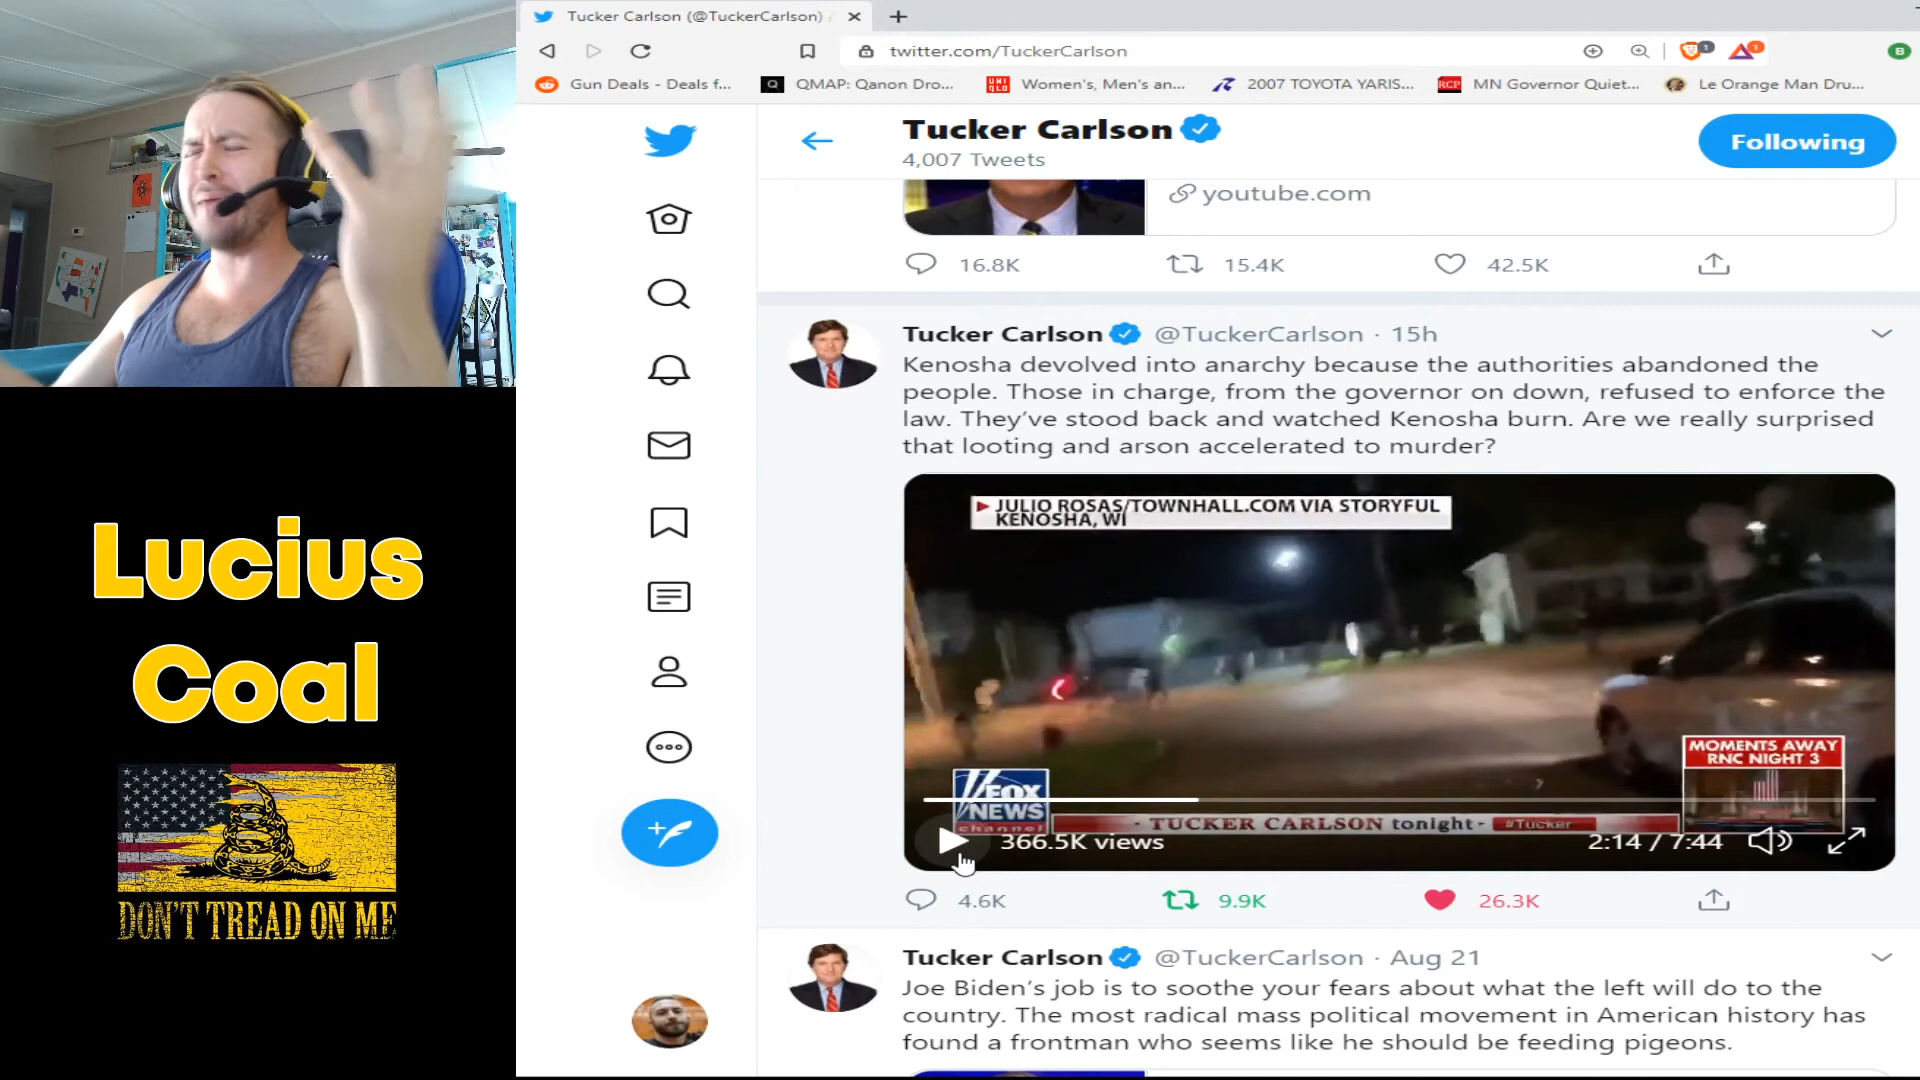 Tucker Carlson (@TuckerCarlson) /
twitter.com/TuckerCarlson
1
1
B
Gun Deals - Deals f...
Q
QMAP: Qanon Dro...
UNI
QLO
Women's, Men's an...
2007 TOYOTA YARIS...
RCP
MN Governor Quiet...
Le Orange Man Dru...
Tucker Carlson
4,007 Tweets
Following
youtube.com
16.8K
15.4K
42.5K
Tucker Carlson @TuckerCarlson · 15h
Kenosha devolved into anarchy because the authorities abandoned the
people. Those in charge, from the governor on down, refused to enforce the
law. They've stood back and watched Kenosha burn. Are we really surprised
that looting and arson accelerated to murder?
JULIO ROSAS/TOWNHALL.COM VIA STORYFUL
KENOSHA, WI
MOMENTS AWAY
RNC NIGHT 3
FOX
NEWS
channel
- TUCKER CARLSON tonight -
#Tucker
366.5K views
2:14 / 7:44
4.6K
9.9K
26.3K
Tucker Carlson @TuckerCarlson · Aug 21
Joe Biden's job is to soothe your fears about what the left will do to the
country. The most radical mass political movement in American history has
found a frontman who seems like he should be feeding pigeons.
Lucius
Coal
DON'T TREAD ON ME